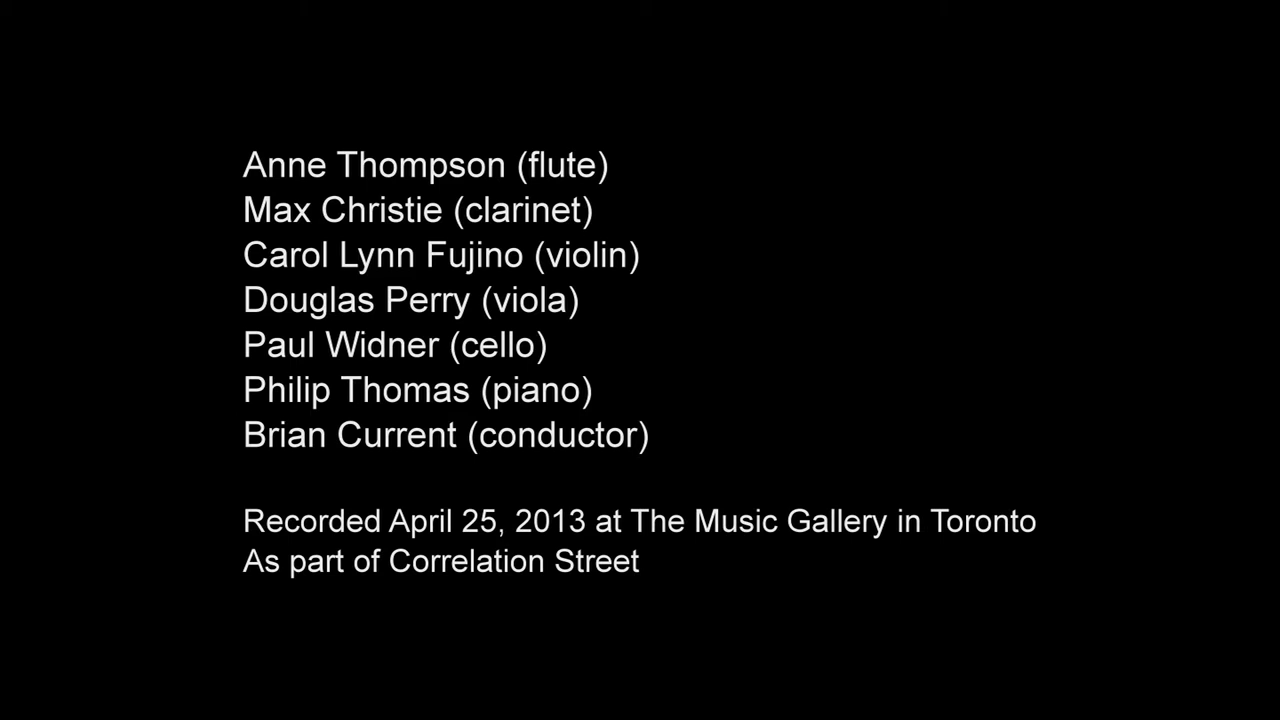 Anne Thompson (flute)
Max Christie (clarinet)
Carol Lynn Fujino (violin)
Douglas Perry (viola)
Paul Widner (cello)
Philip Thomas (piano)
Brian Current (conductor)
Recorded April 25, 2013 at The Music Gallery in Toronto
As part of Correlation Street